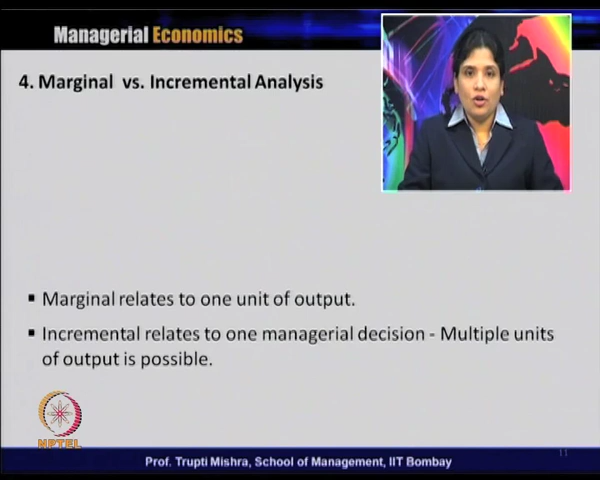 Managerial Economics
4. Marginal vs. Incremental Analysis
▪ Marginal relates to one unit of output.
▪ Incremental relates to one managerial decision - Multiple units
of output is possible.
NPTEL
Prof. Trupti Mishra, School of Management, IIT Bombay
11